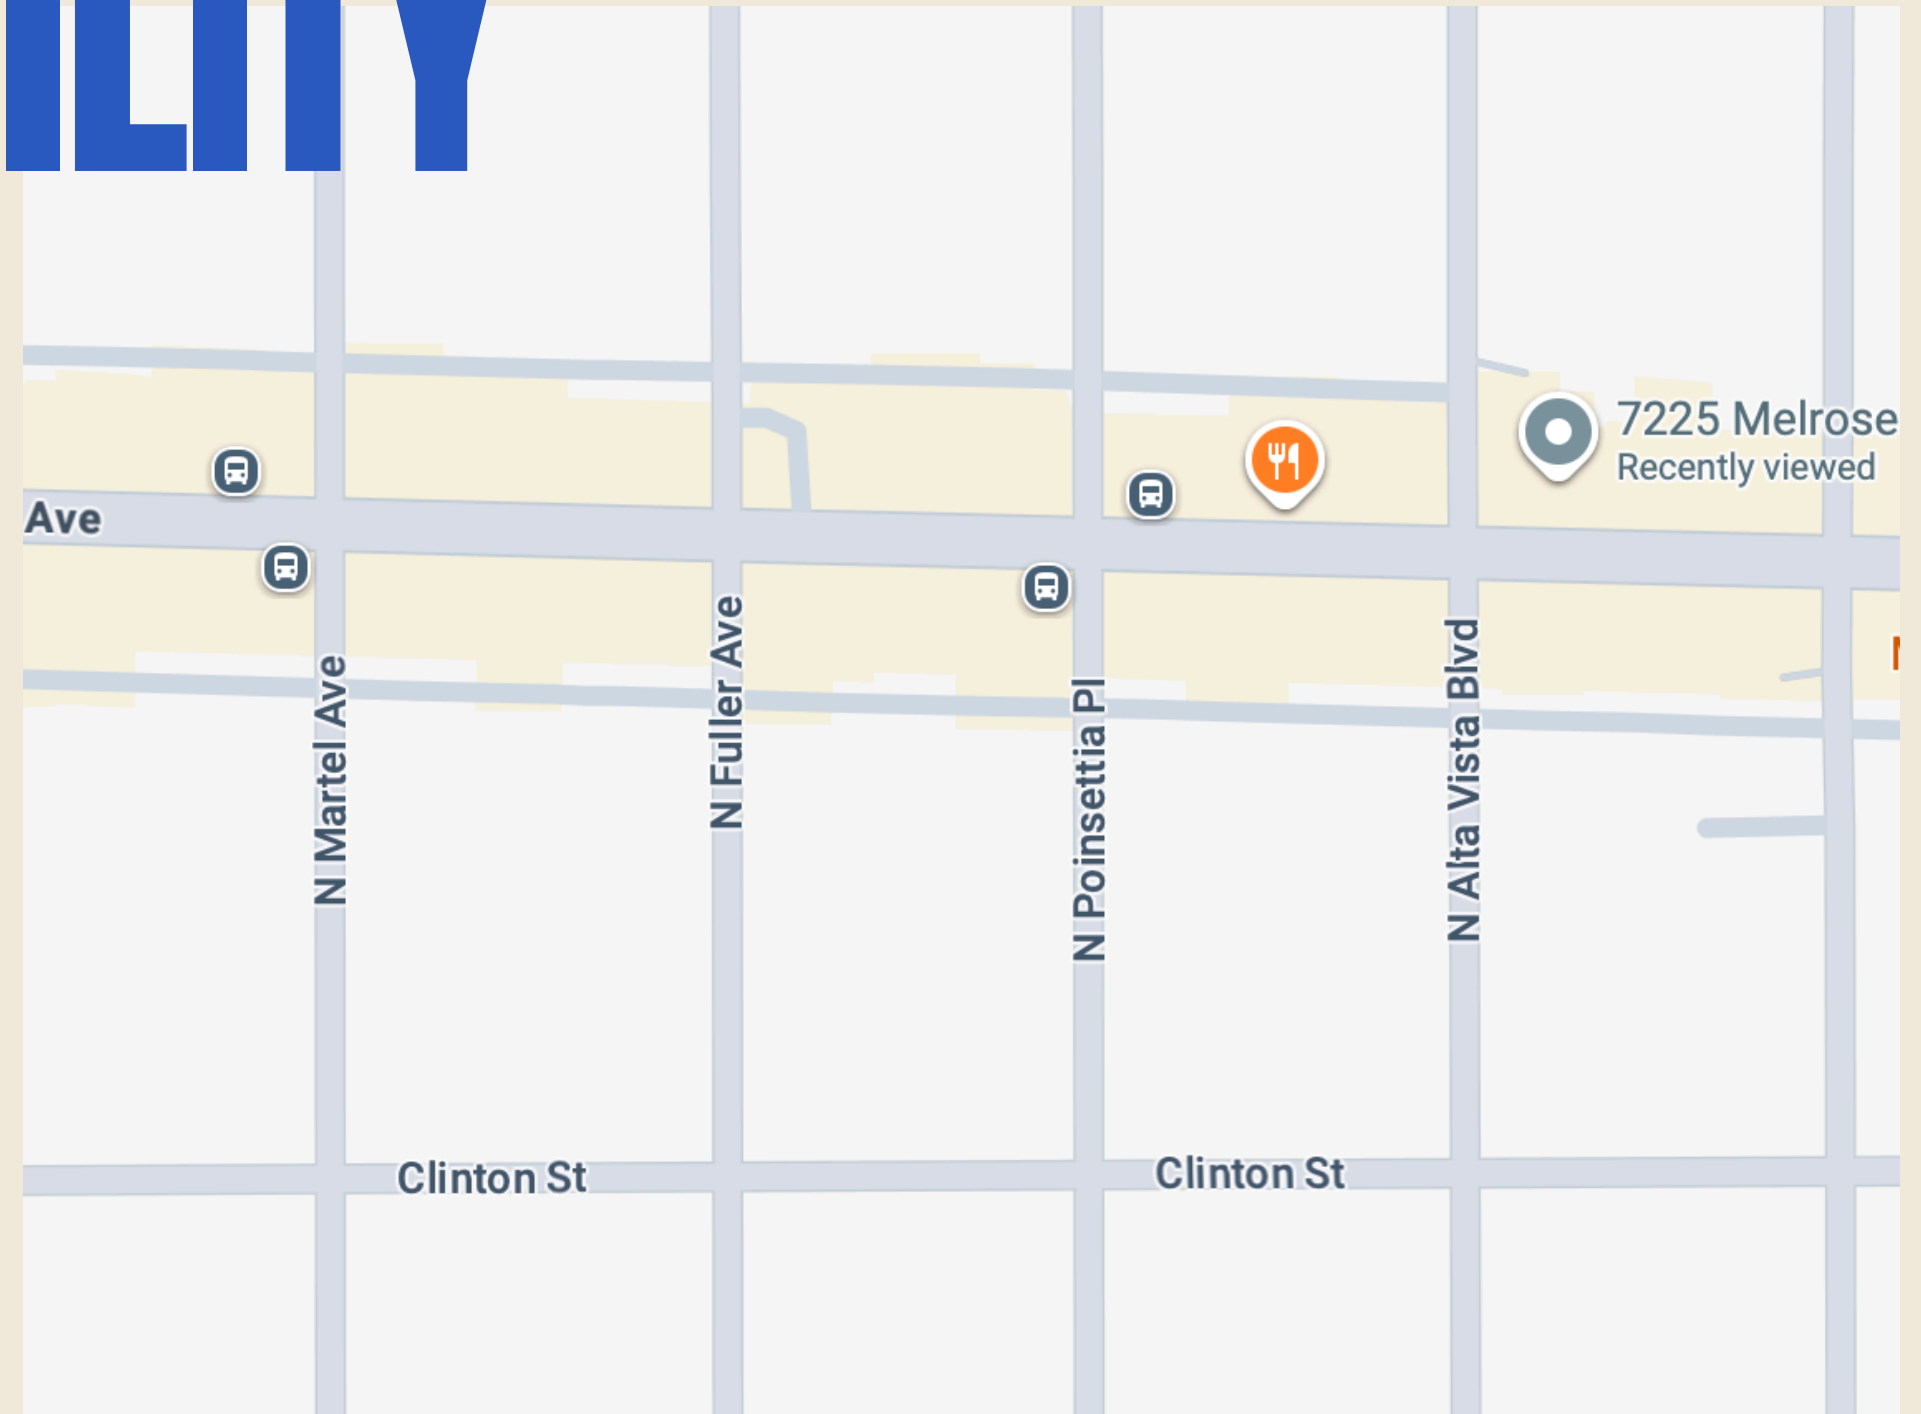 ILITY
7225 Melrose
Recently viewed
Ave
N Martel Ave
N Fuller Ave
N Poinsettia Pl
N Alta Vista Blvd
Clinton St
Clinton St